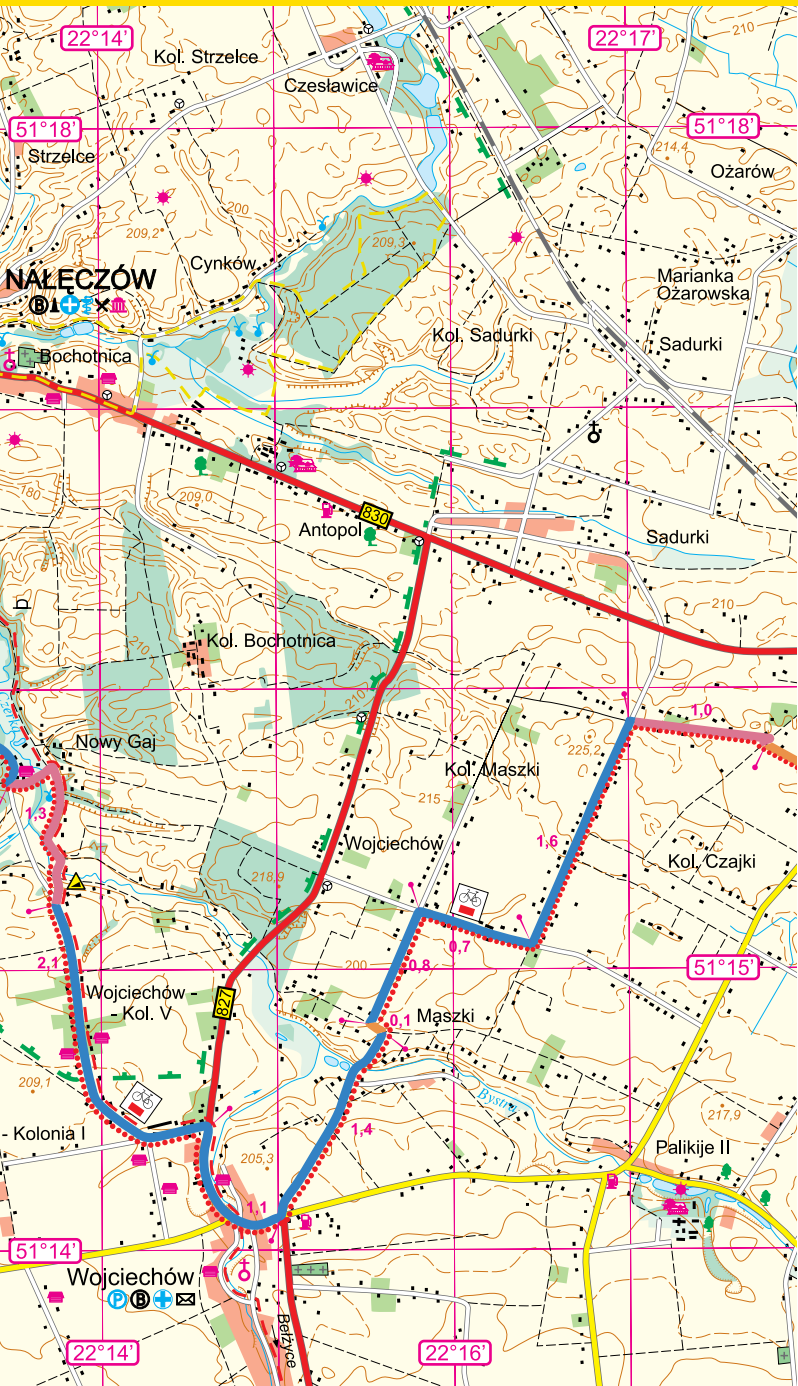 22°14'
22°17'
210
Kol. Strzelce
Czesławice
51°18'
51°18'
Strzelce
214,4
Ożarów
200
209,2
209,3
Cynków
NAŁĘCZÓW
B
Marianka
Ożarowska
Kol. Sadurki
Sadurki
Bochotnica
180
209,0
830
Antopol
Sadurki
210
210
Kol. Bochotnica
210
1,0
225,2
Nowy Gaj
Kol. Maszki
215
1,3
Wojciechów
1,6
Kol. Czajki
218,9
0,7
0,8
200
51°15'
2,1
Wojciechów -
- Kol. V
827
0,1
Maszki
209,1
Bystra
217,9
1,4
- Kolonia I
205,3
Palikije II
1,1
51°14'
Wojciechów
P B
Bełżyce
22°14'
22°16'